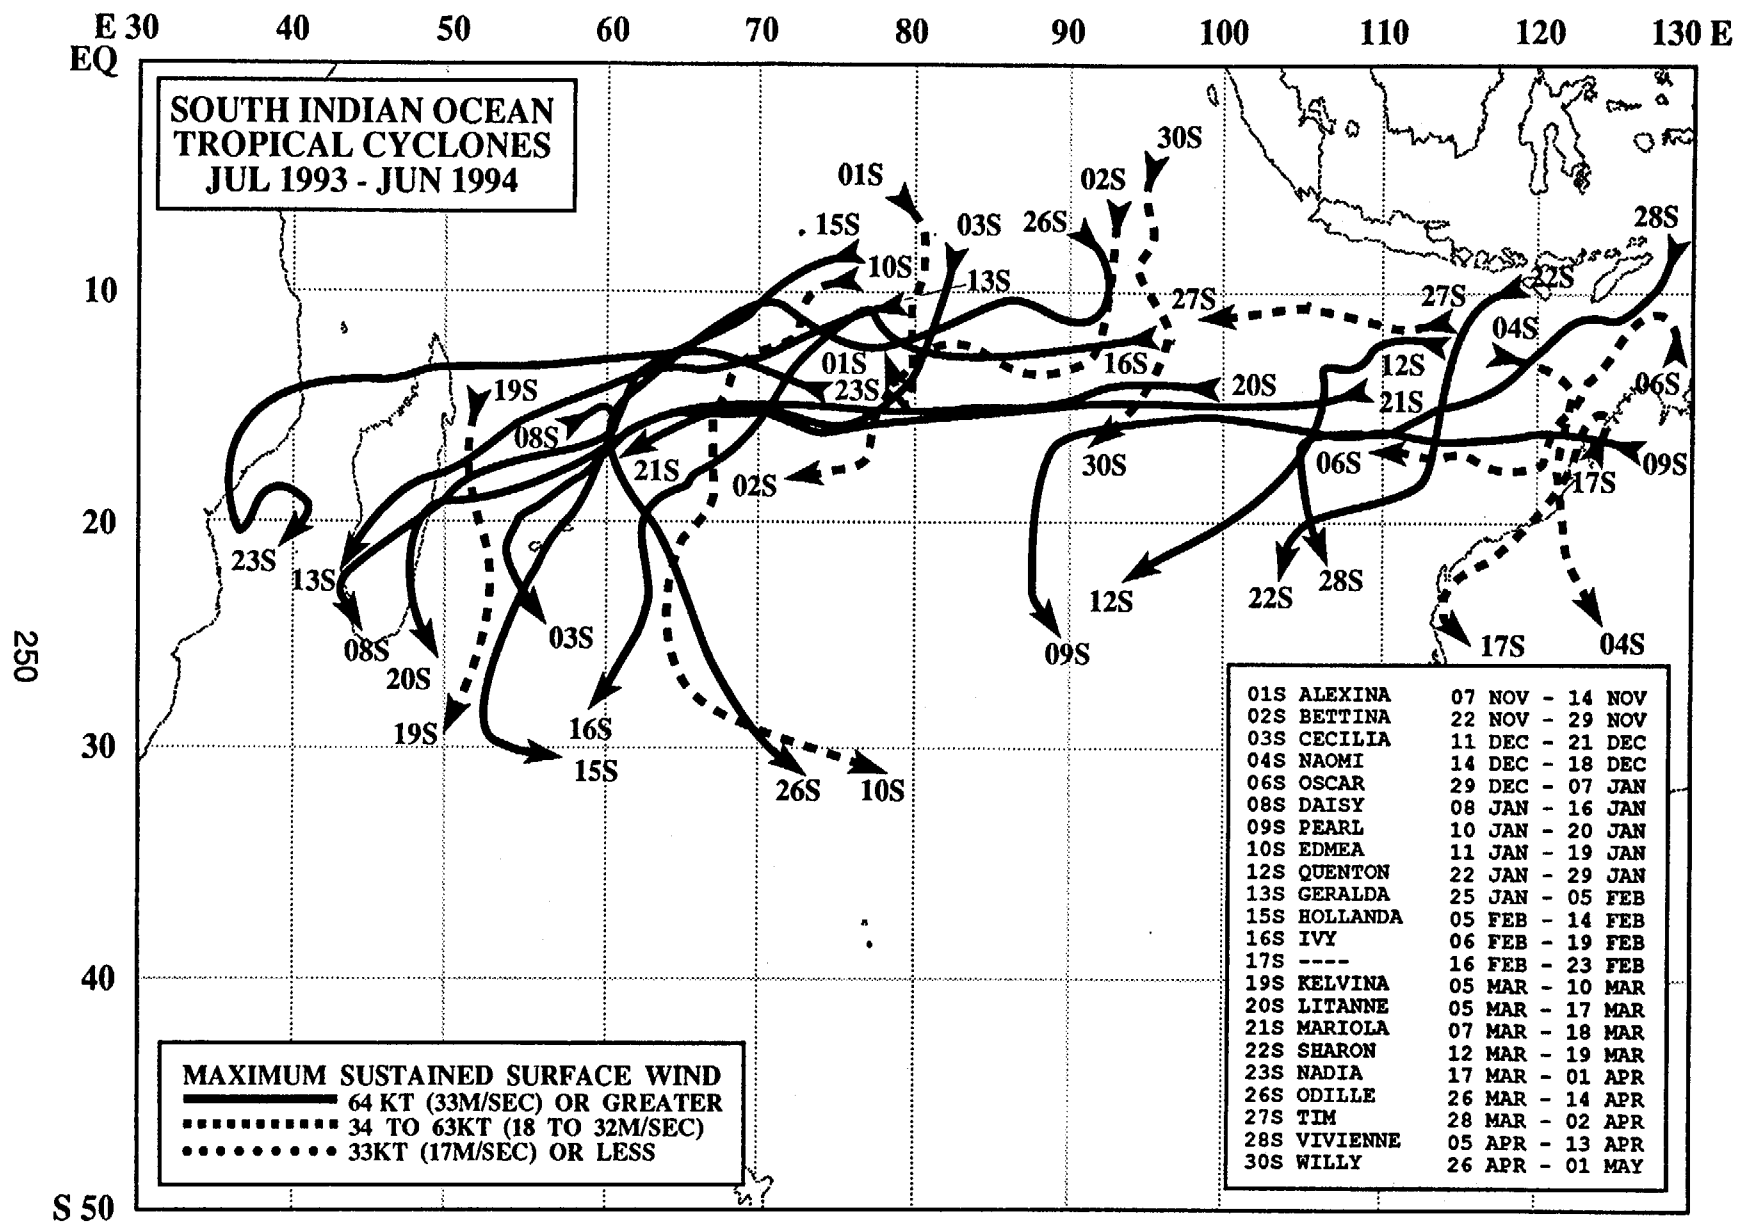 E 30 40 50 60 70 80 90 100 110 120 130 E
EQ
SOUTH INDIAN OCEAN
TROPICAL CYCLONES
JUL 1993 - JUN 1994
30S
01S
02S
15S
03S
26S
28S
10S
13S
22S
10
27S
27S
04S
01S
16S
12S
19S
23S
20S
21S
06S
08S
21S
02S
30S
06S
17S
09S
20
23S
13S
12S
22S
28S
08S
03S
09S
17S
04S
20S
19S
16S
30
15S
26S
10S
250
40
S 50
01S ALEXINA 07 NOV - 14 NOV
02S BETTINA 22 NOV - 29 NOV
03S CECILIA 11 DEC - 21 DEC
04S NAOMI 14 DEC - 18 DEC
06S OSCAR 29 DEC - 07 JAN
08S DAISY 08 JAN - 16 JAN
09S PEARL 10 JAN - 20 JAN
10S EDMEA 11 JAN - 19 JAN
12S QUENTON 22 JAN - 29 JAN
13S GERALDA 25 JAN - 05 FEB
15S HOLLANDA 05 FEB - 14 FEB
16S IVY 06 FEB - 19 FEB
17S ---- 16 FEB - 23 FEB
19S KELVINA 05 MAR - 10 MAR
20S LITANNE 05 MAR - 17 MAR
21S MARIOLA 07 MAR - 18 MAR
22S SHARON 12 MAR - 19 MAR
23S NADIA 17 MAR - 01 APR
26S ODILLE 26 MAR - 14 APR
27S TIM 28 MAR - 02 APR
28S VIVIENNE 05 APR - 13 APR
30S WILLY 26 APR - 01 MAY
MAXIMUM SUSTAINED SURFACE WIND
64 KT (33M/SEC) OR GREATER
34 TO 63KT (18 TO 32M/SEC)
33KT (17M/SEC) OR LESS